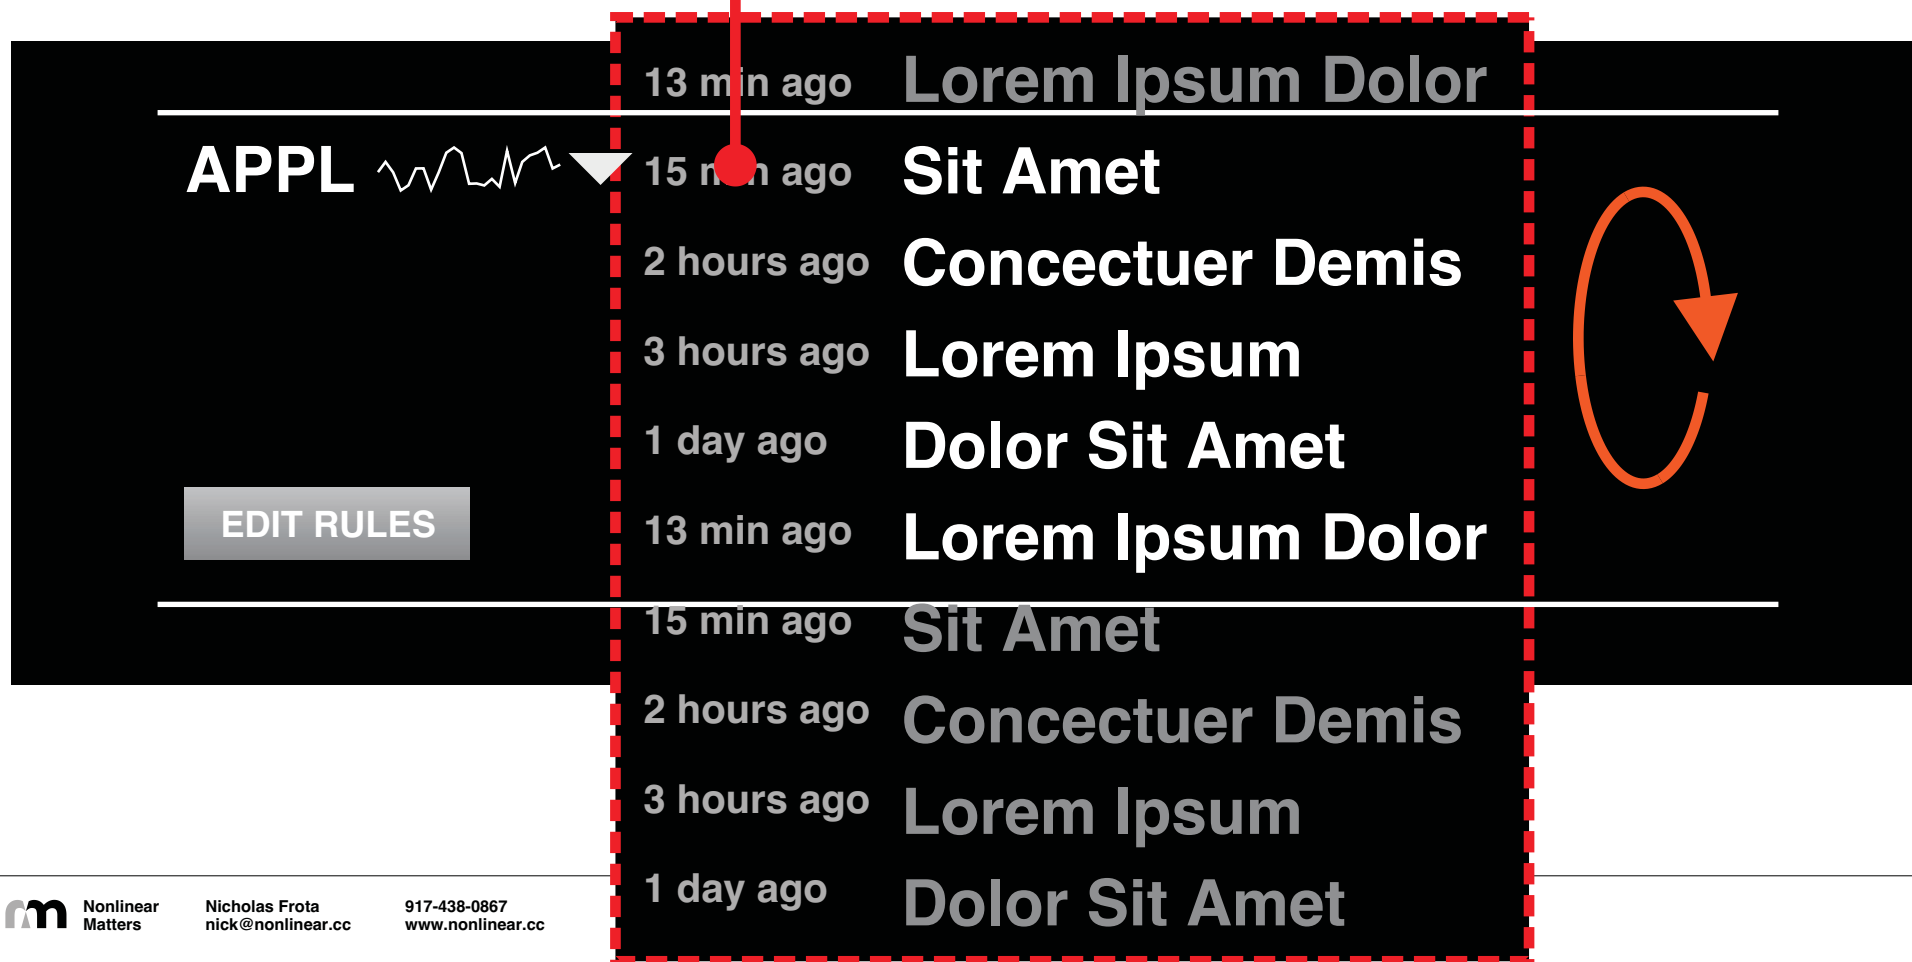 13 min ago Lorem Ipsum Dolor
APPL
15 min ago Sit Amet
2 hours ago Concectuer Demis
3 hours ago Lorem Ipsum
1 day ago Dolor Sit Amet
EDIT RULES
13 min ago Lorem Ipsum Dolor
15 min ago Sit Amet
2 hours ago Concectuer Demis
3 hours ago Lorem Ipsum
1 day ago Dolor Sit Amet
Nonlinear
Matters
Nicholas Frota
nick@nonlinear.cc
917-438-0867
www.nonlinear.cc